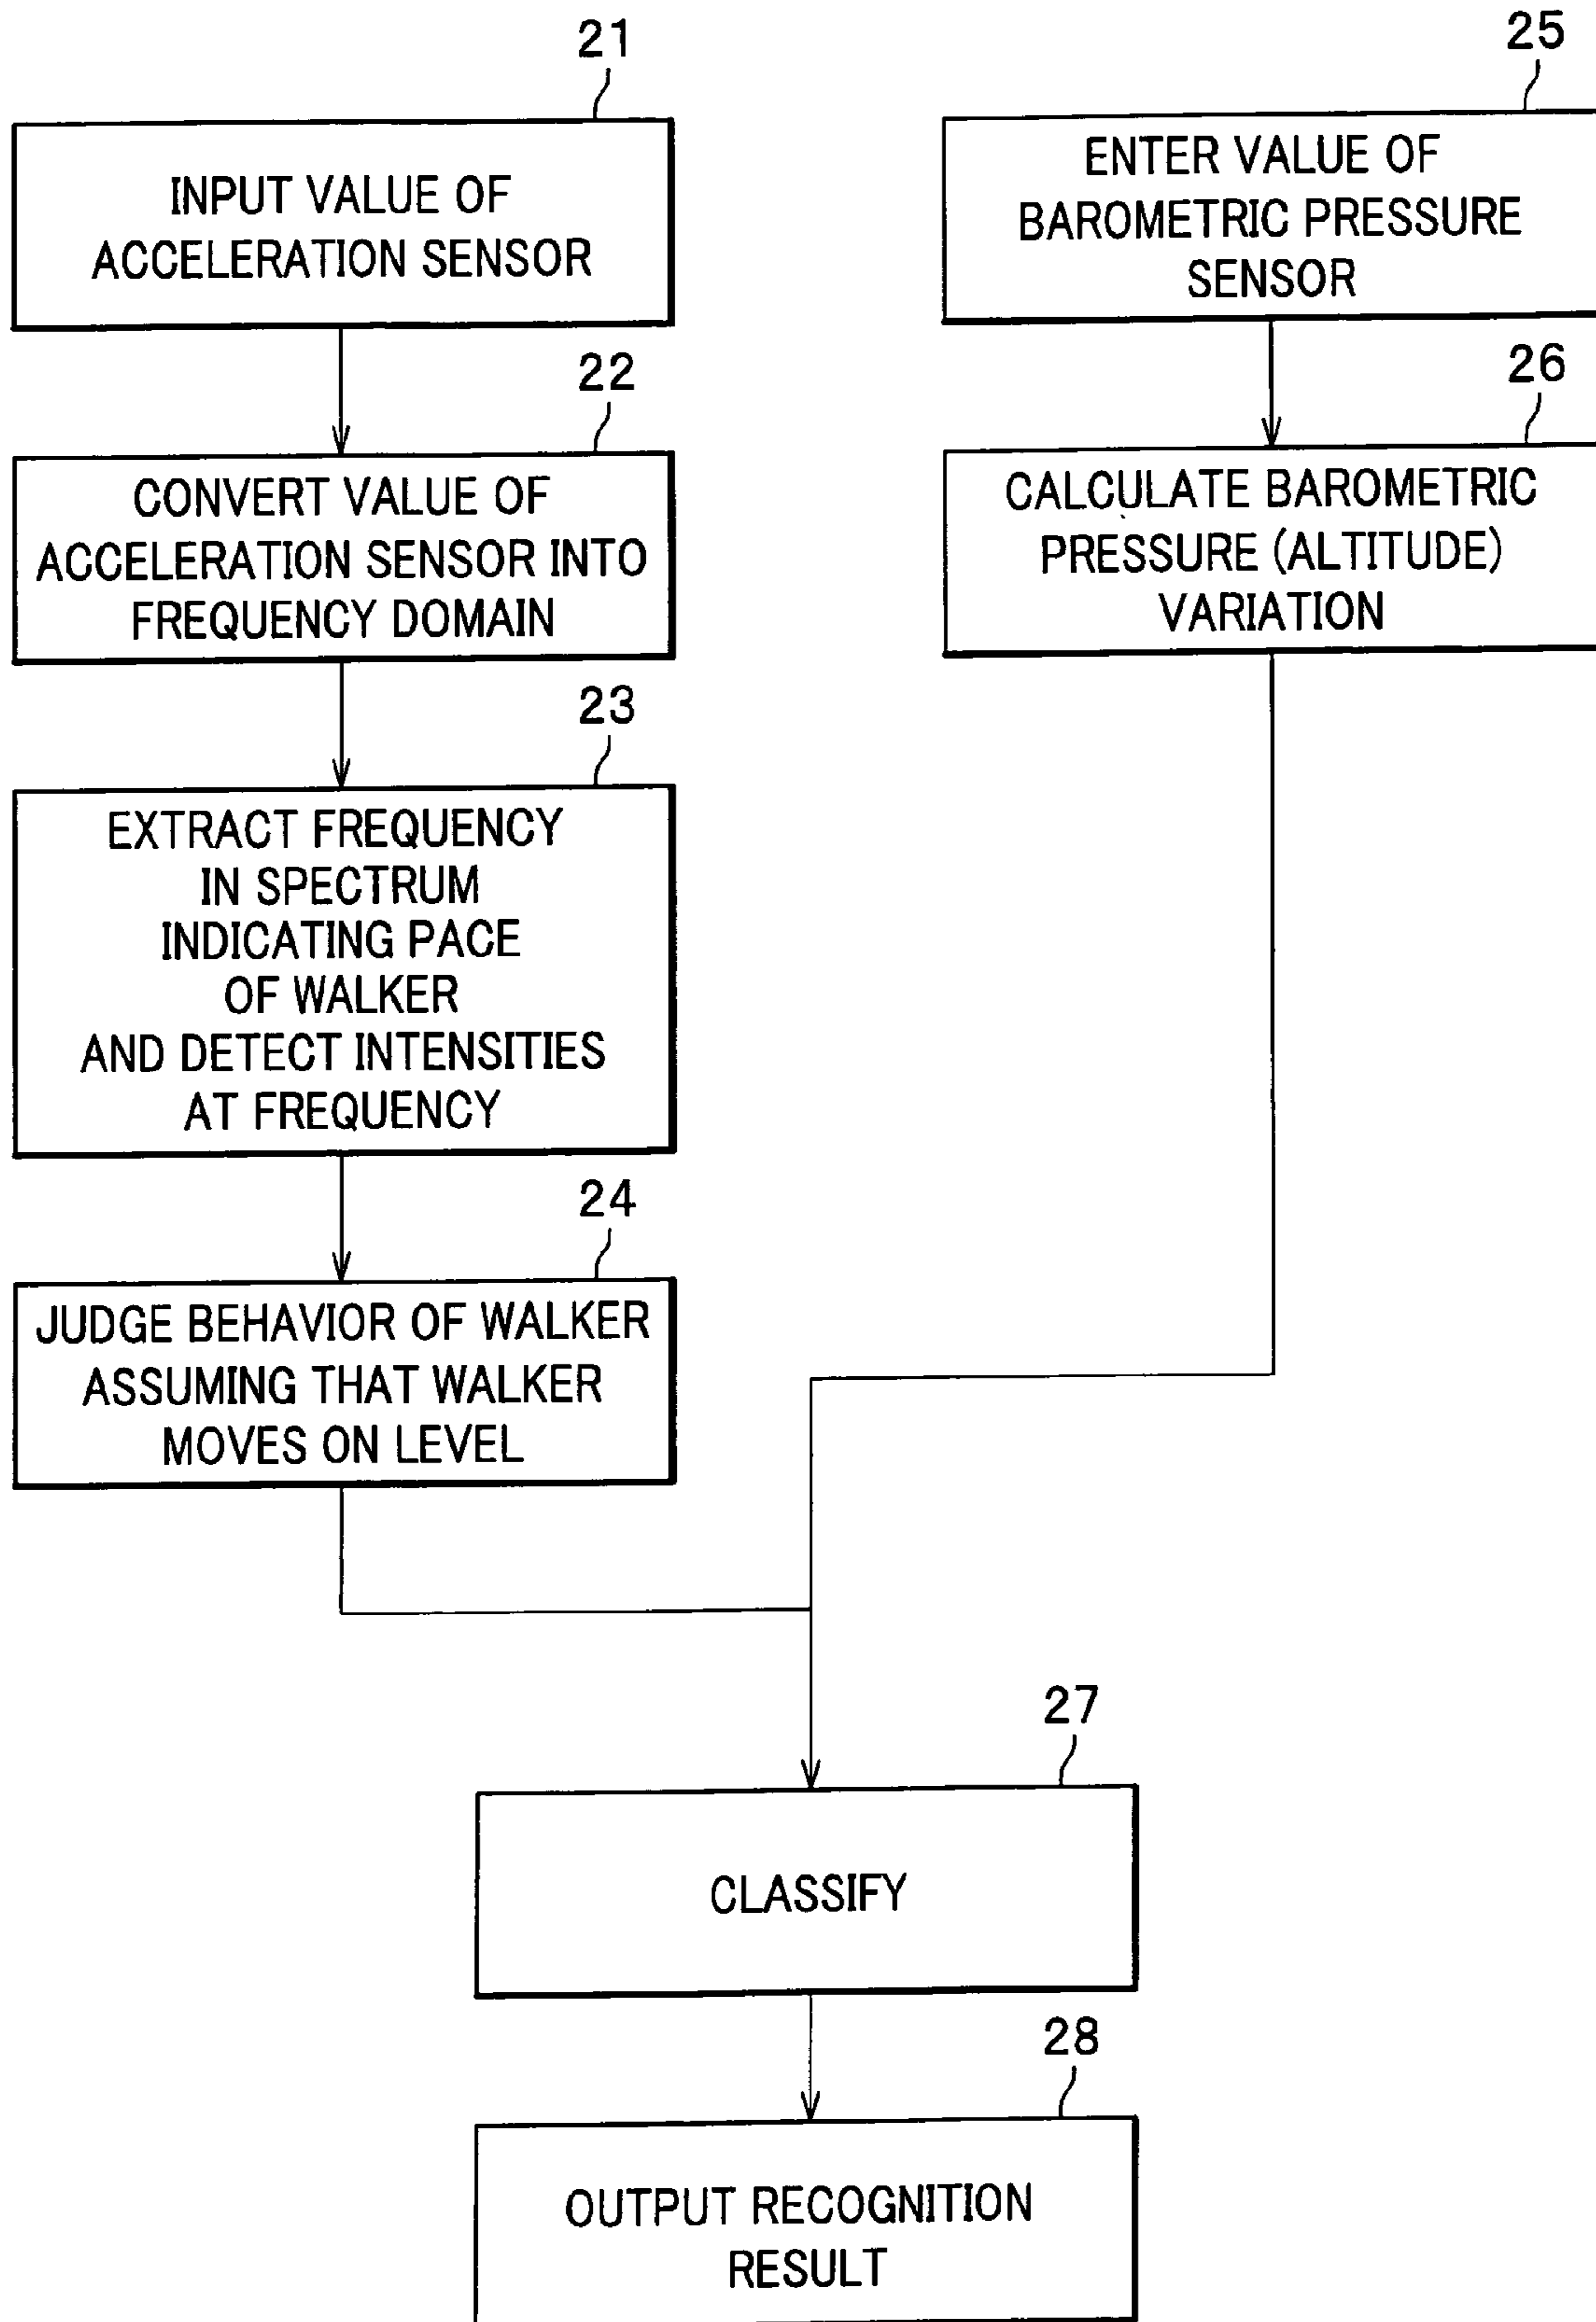 21
INPUT VALUE OF
ACCELERATION SENSOR
22
CONVERT VALUE OF
ACCELERATION SENSOR INTO
FREQUENCY DOMAIN
23
EXTRACT FREQUENCY
IN SPECTRUM
INDICATING PACE
OF WALKER
AND DETECT INTENSITIES
AT FREQUENCY
24
JUDGE BEHAVIOR OF WALKER
ASSUMING THAT WALKER
MOVES ON LEVEL
25
ENTER VALUE OF
BAROMETRIC PRESSURE
SENSOR
26
CALCULATE BAROMETRIC
PRESSURE (ALTITUDE)
VARIATION
27
CLASSIFY
28
OUTPUT RECOGNITION
RESULT